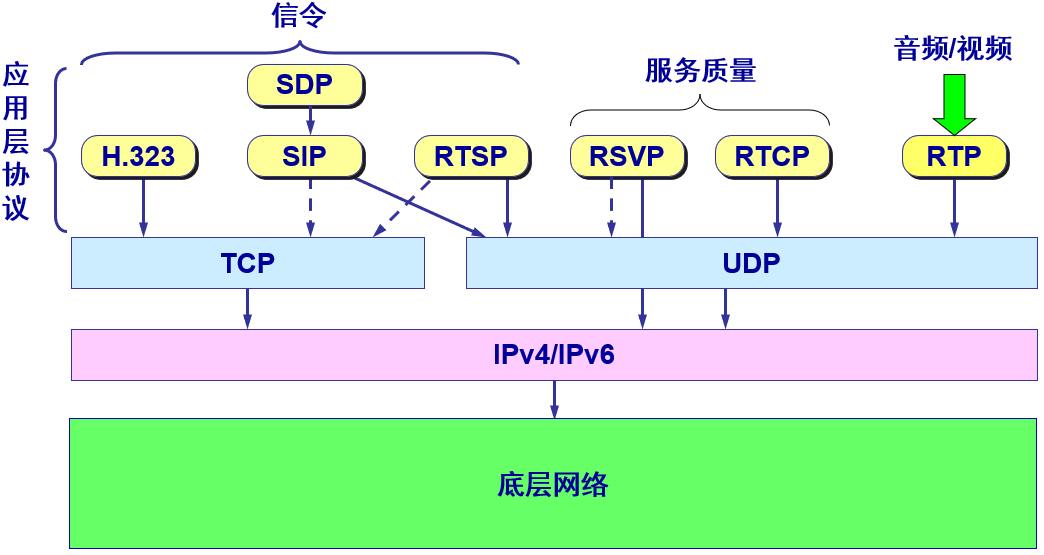 信令
音频/视频
服务质量
应用层协议
SDP
H.323
SIP
RTSP
RSVP
RTCP
RTP
TCP
UDP
IPv4/IPv6
底层网络